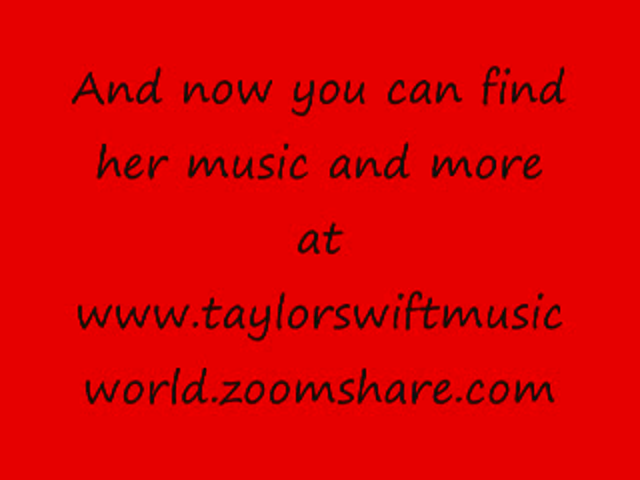 And now you can find
her music and more
at
www.taylorswiftmusic
world.zoomshare.com